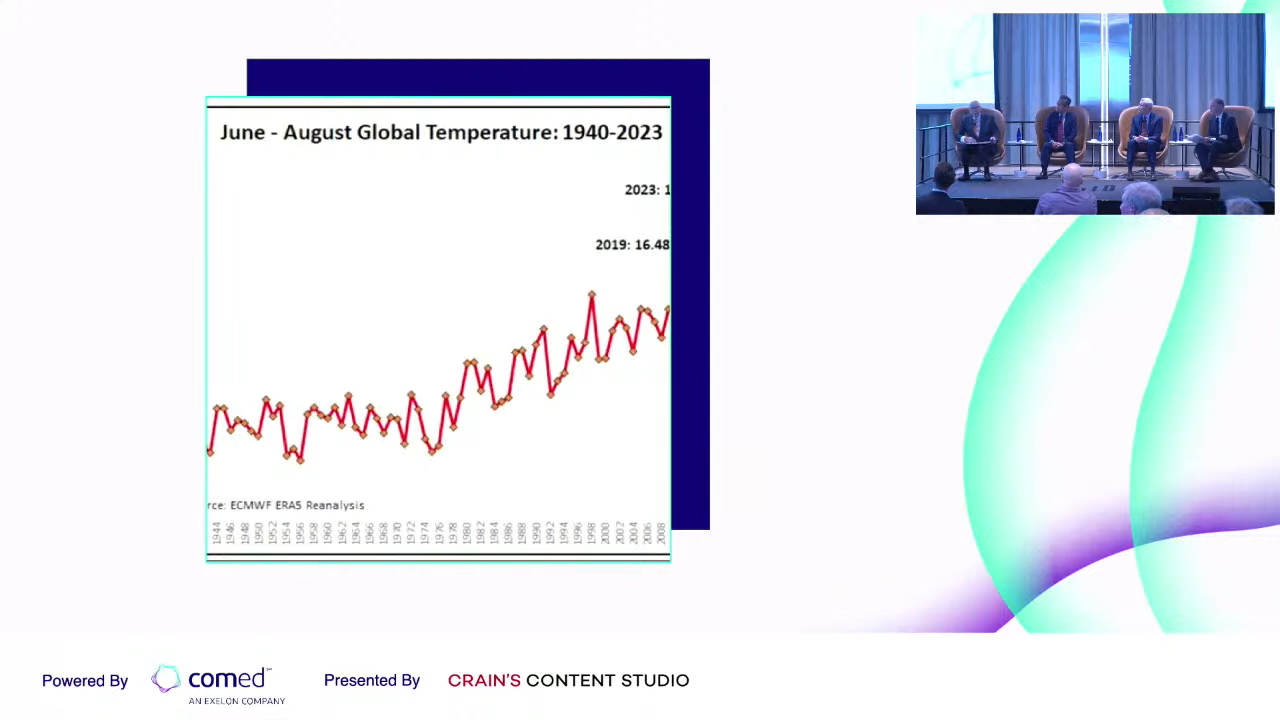 June - August Global Temperature: 1940-2023
2023: 1
2019: 16.48
rce: ECMWF ERA5 Reanalysis
1944 1946 1948 1950 1952 1954 1956 1958 1960 1962 1964 1966 1968 1970 1972 1974 1976 1978 1980 1982 1984 1986 1988 1990 1992 1994 1996 1998 2000 2002 2004 2006 2008
Powered By
comed™
AN EXELON COMPANY
Presented By
CRAIN'S CONTENT STUDIO